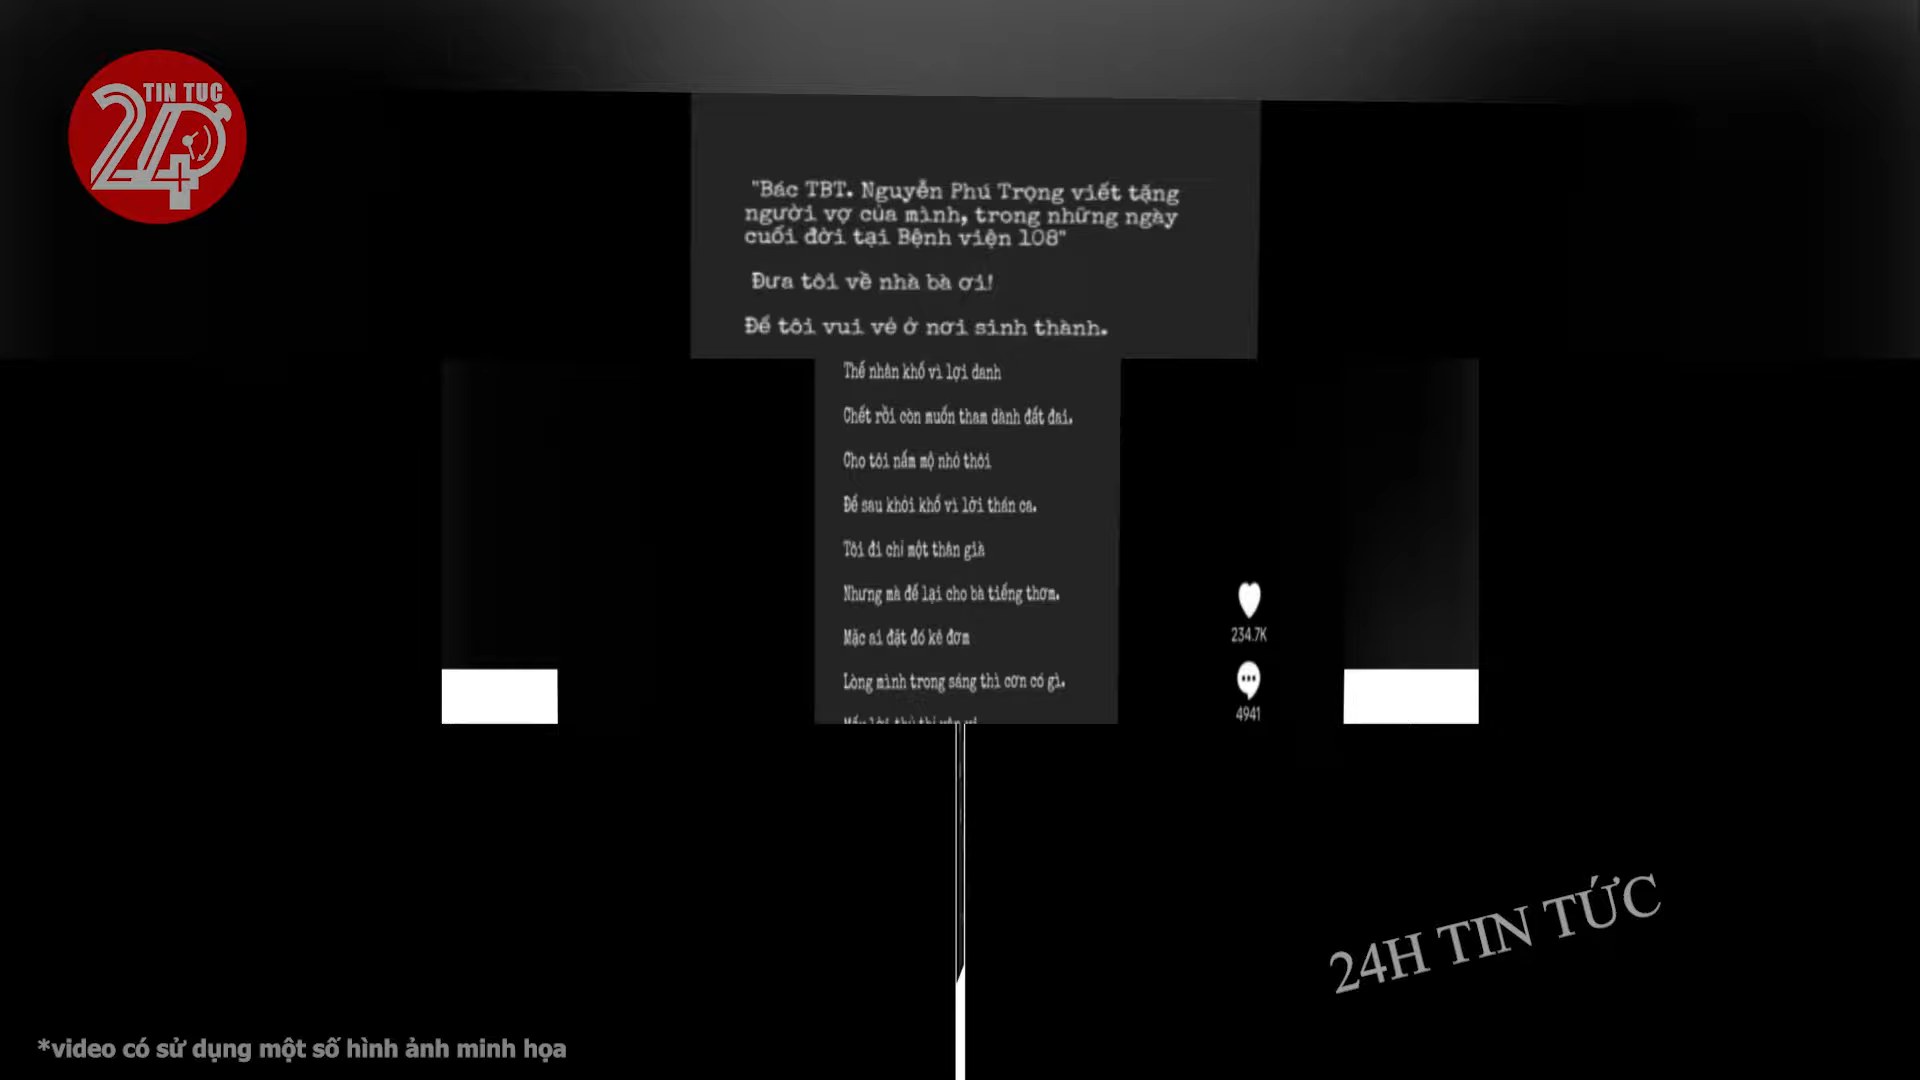 TIN TỨC
24
"Bác TBT. Nguyễn Phú Trọng viết tặng
người vợ của mình, trong những ngày
cuối đời tại Bệnh viện 108"
Đưa tôi về nhà bà ơi!
Để tôi vui vẻ ở nơi sinh thành.
Thế nhân khổ vì lợi danh
Chết rồi còn muốn tham dành đất đai.
Cho tôi nấm mộ nhỏ thôi
Để sau khỏi khổ vì lời thán ca.
Tôi đi chỉ một thân già
Nhưng mà để lại cho bà tiếng thơm.
Mặc ai đặt đó kê đơm
Lòng mình trong sáng thì cơn có gì.
234.7K
4941
24H TIN TỨC
*video có sử dụng một số hình ảnh minh họa